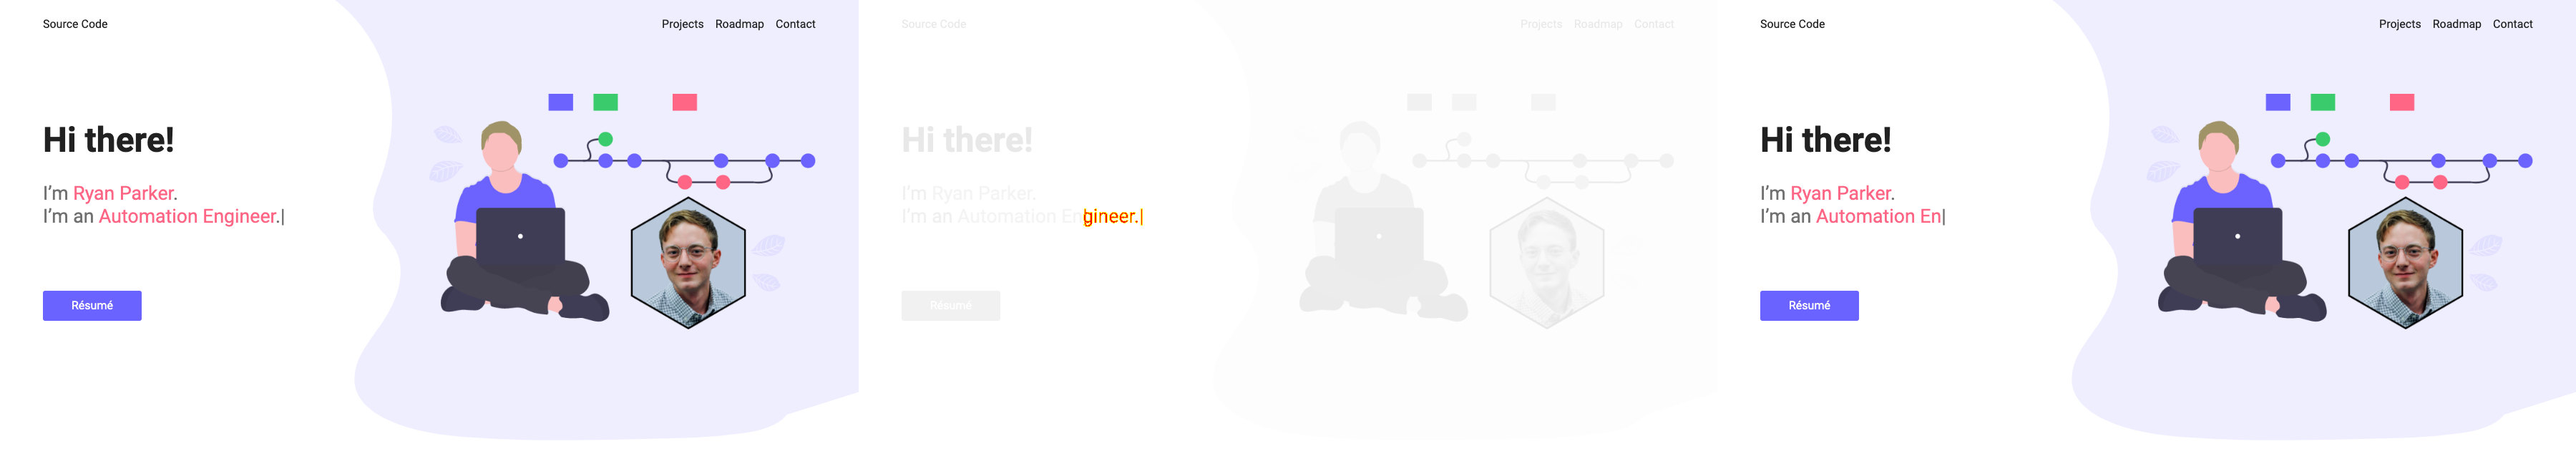 Source Code
Projects Roadmap Contact
Hi there!
I'm Ryan Parker.
I'm an Automation Engineer.|
Résumé
Source Code
Projects Roadmap Contact
Hi there!
I'm Ryan Parker.
I'm an Automation Engineer.|
Résumé
Source Code
Projects Roadmap Contact
Hi there!
I'm Ryan Parker.
I'm an Automation En|
Résumé